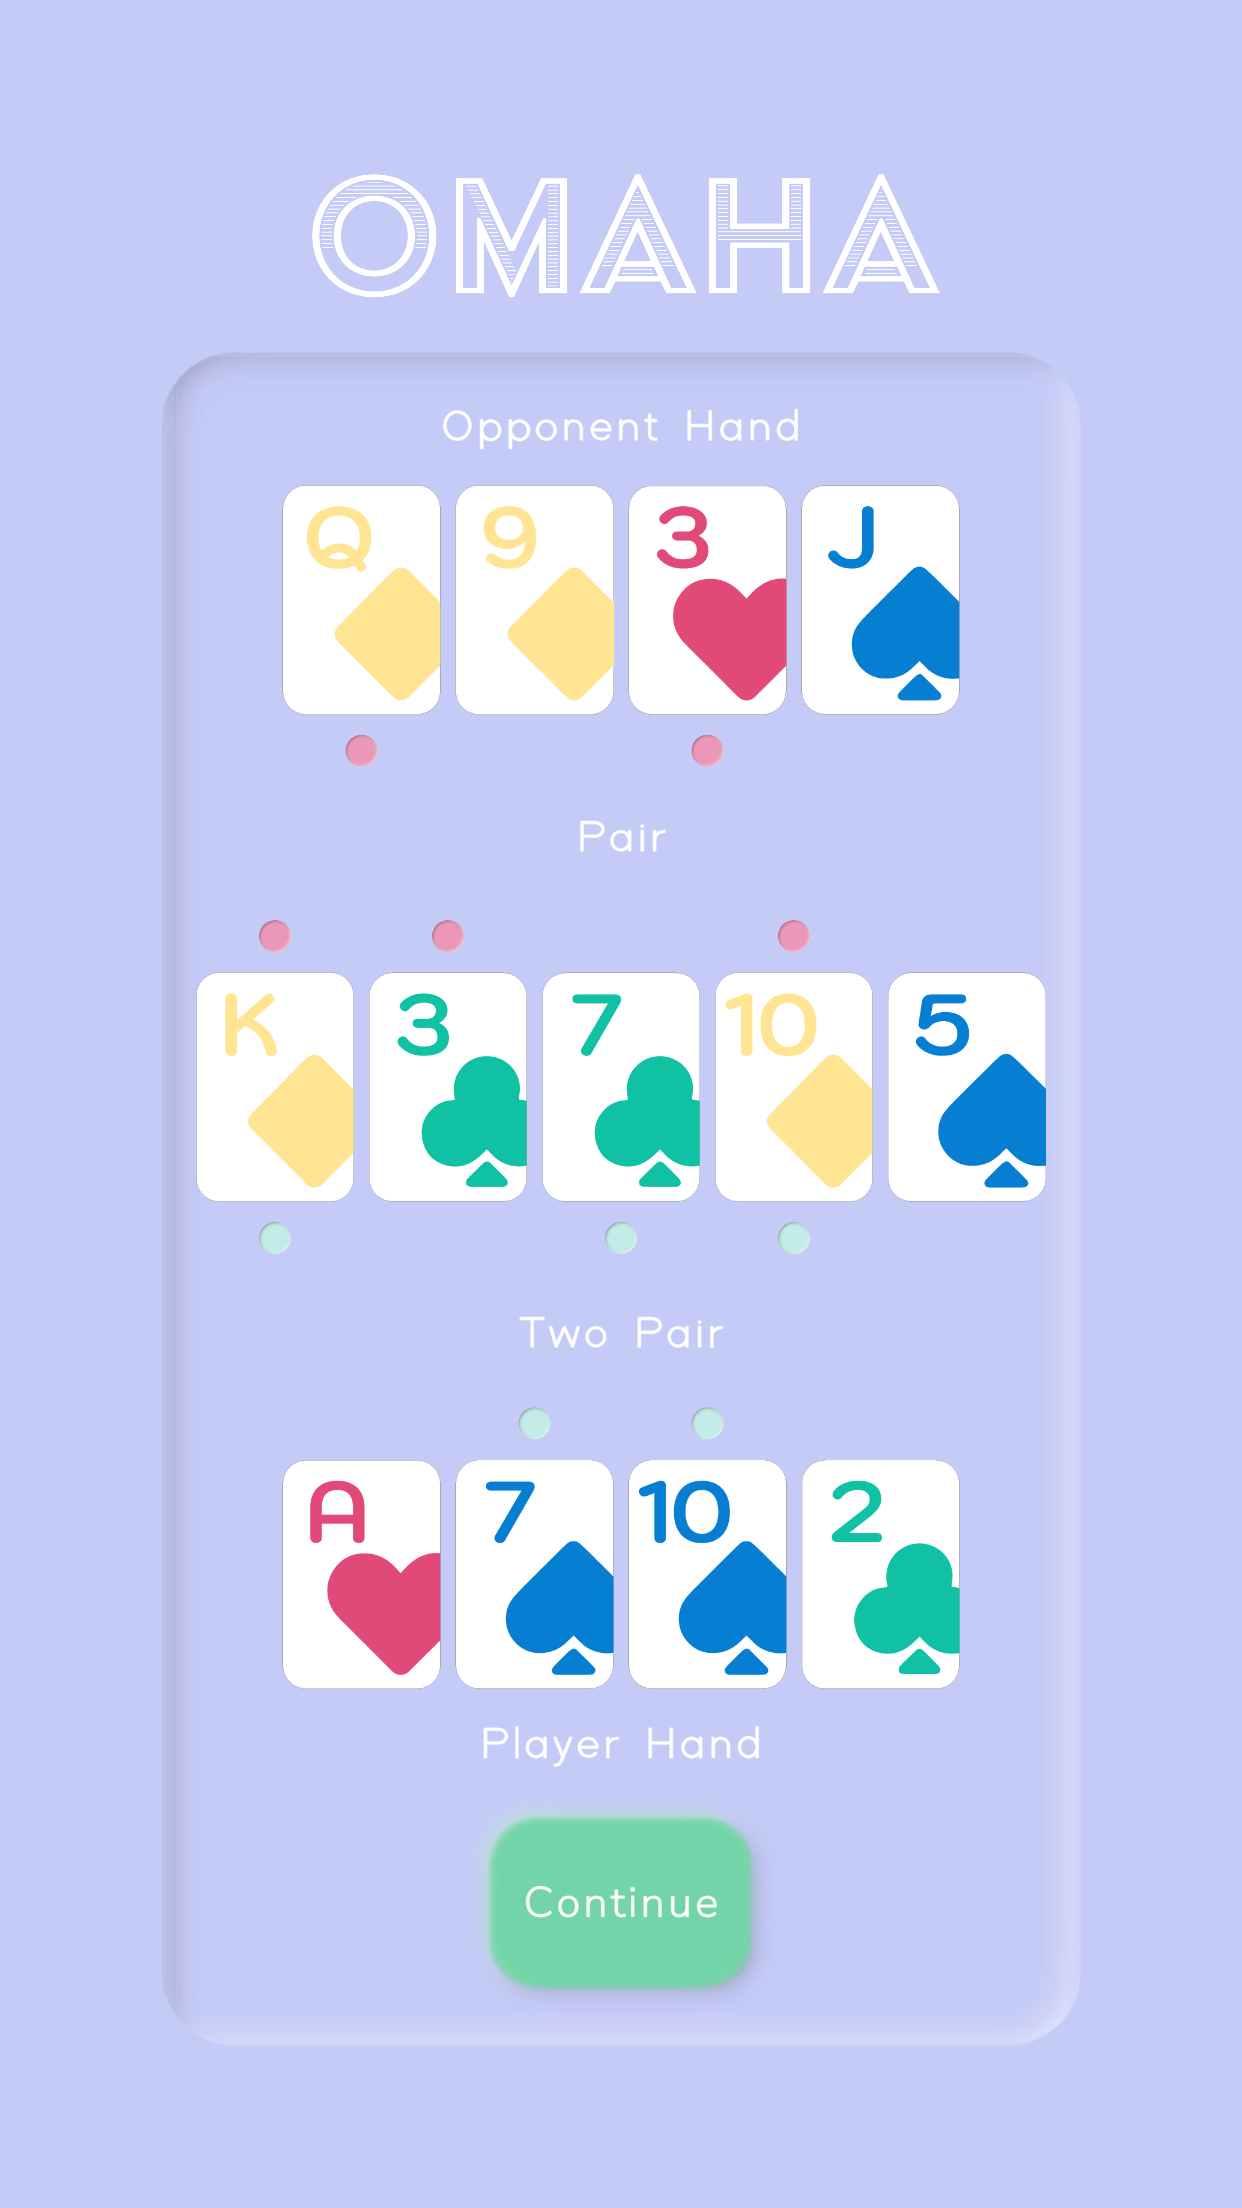 OMAHA
Opponent Hand
Q 9 3 J
Pair
K 3 7 10 5
Two Pair
A 7 10 2
Player Hand
Continue